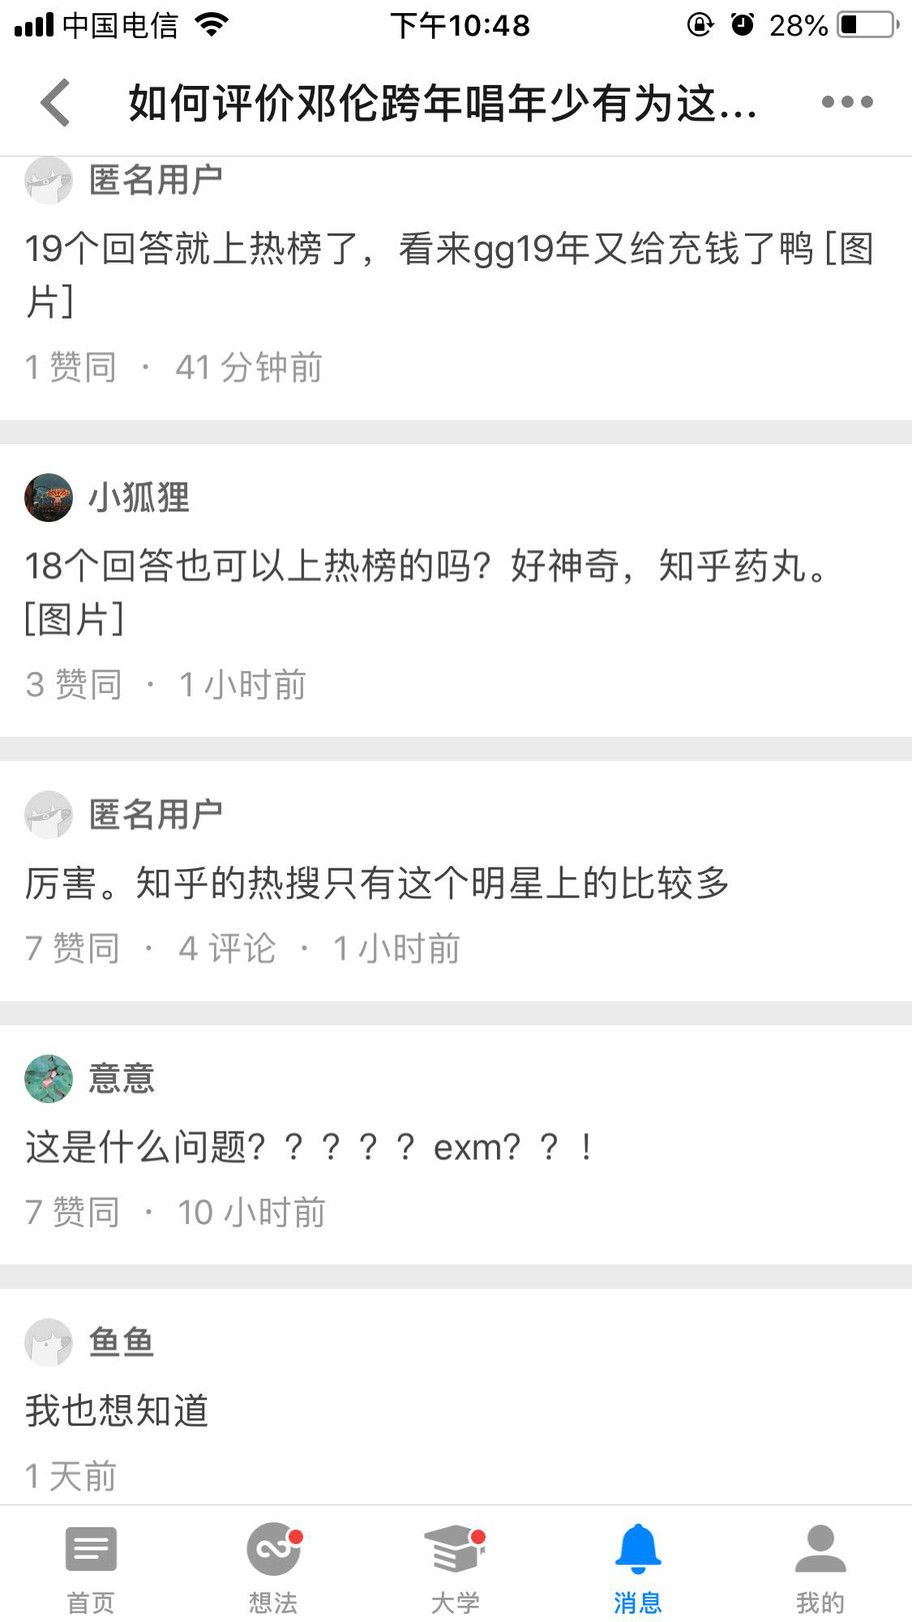 中国电信 下午10:48 28%
如何评价邓伦跨年唱年少有为这...
匿名用户
19个回答就上热榜了，看来gg19年又给充钱了鸭 [图
片]
1 赞同 · 41 分钟前
小狐狸
18个回答也可以上热榜的吗？好神奇，知乎药丸。
[图片]
3 赞同 · 1 小时前
匿名用户
厉害。知乎的热搜只有这个明星上的比较多
7 赞同 · 4 评论 · 1 小时前
意意
这是什么问题？？？？？exm？？！
7 赞同 · 10 小时前
鱼鱼
我也想知道
1 天前
首页 想法 大学 消息 我的